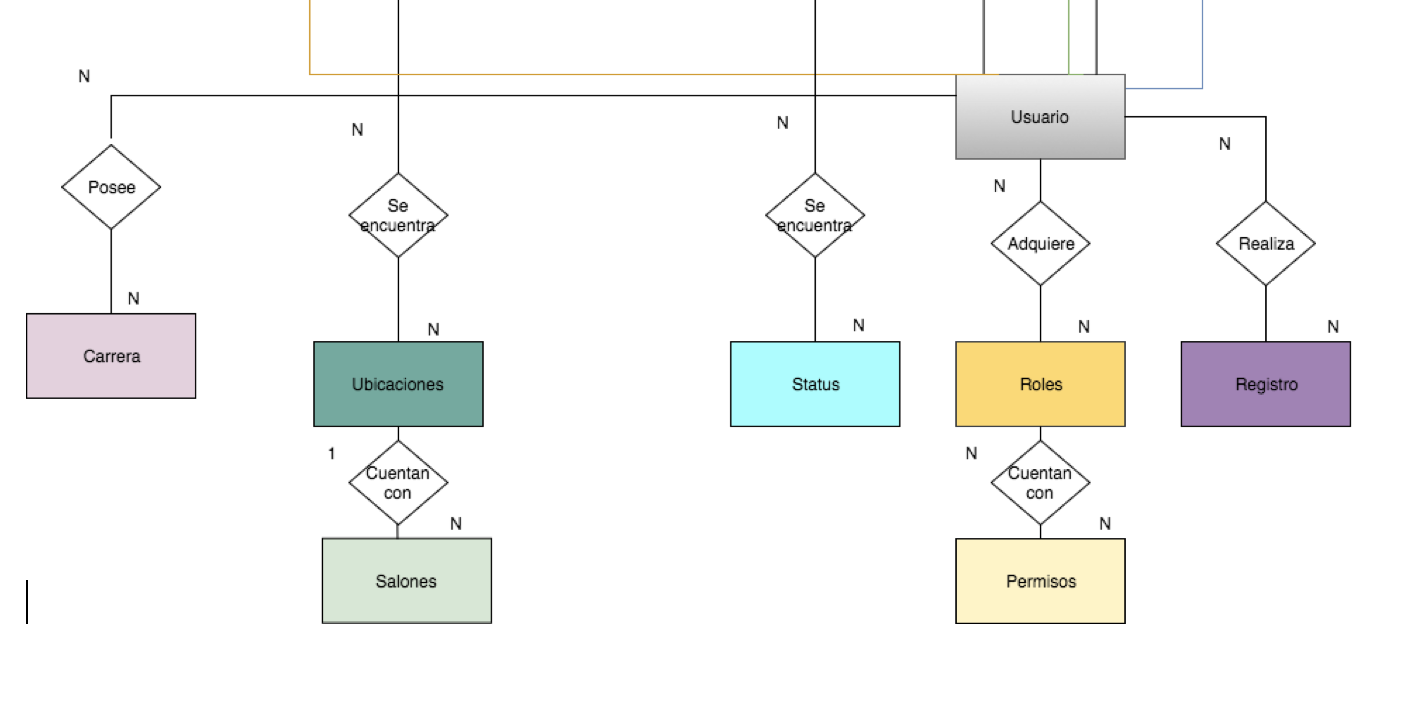 N
Usuario
N
N
N
Posee
N
Se
encuentra
Se
encuentra
Adquiere
Realiza
N
N
N
N
N
Carrera
Ubicaciones
Status
Roles
Registro
1
Cuentan
con
N
Cuentan
con
N
N
Salones
Permisos